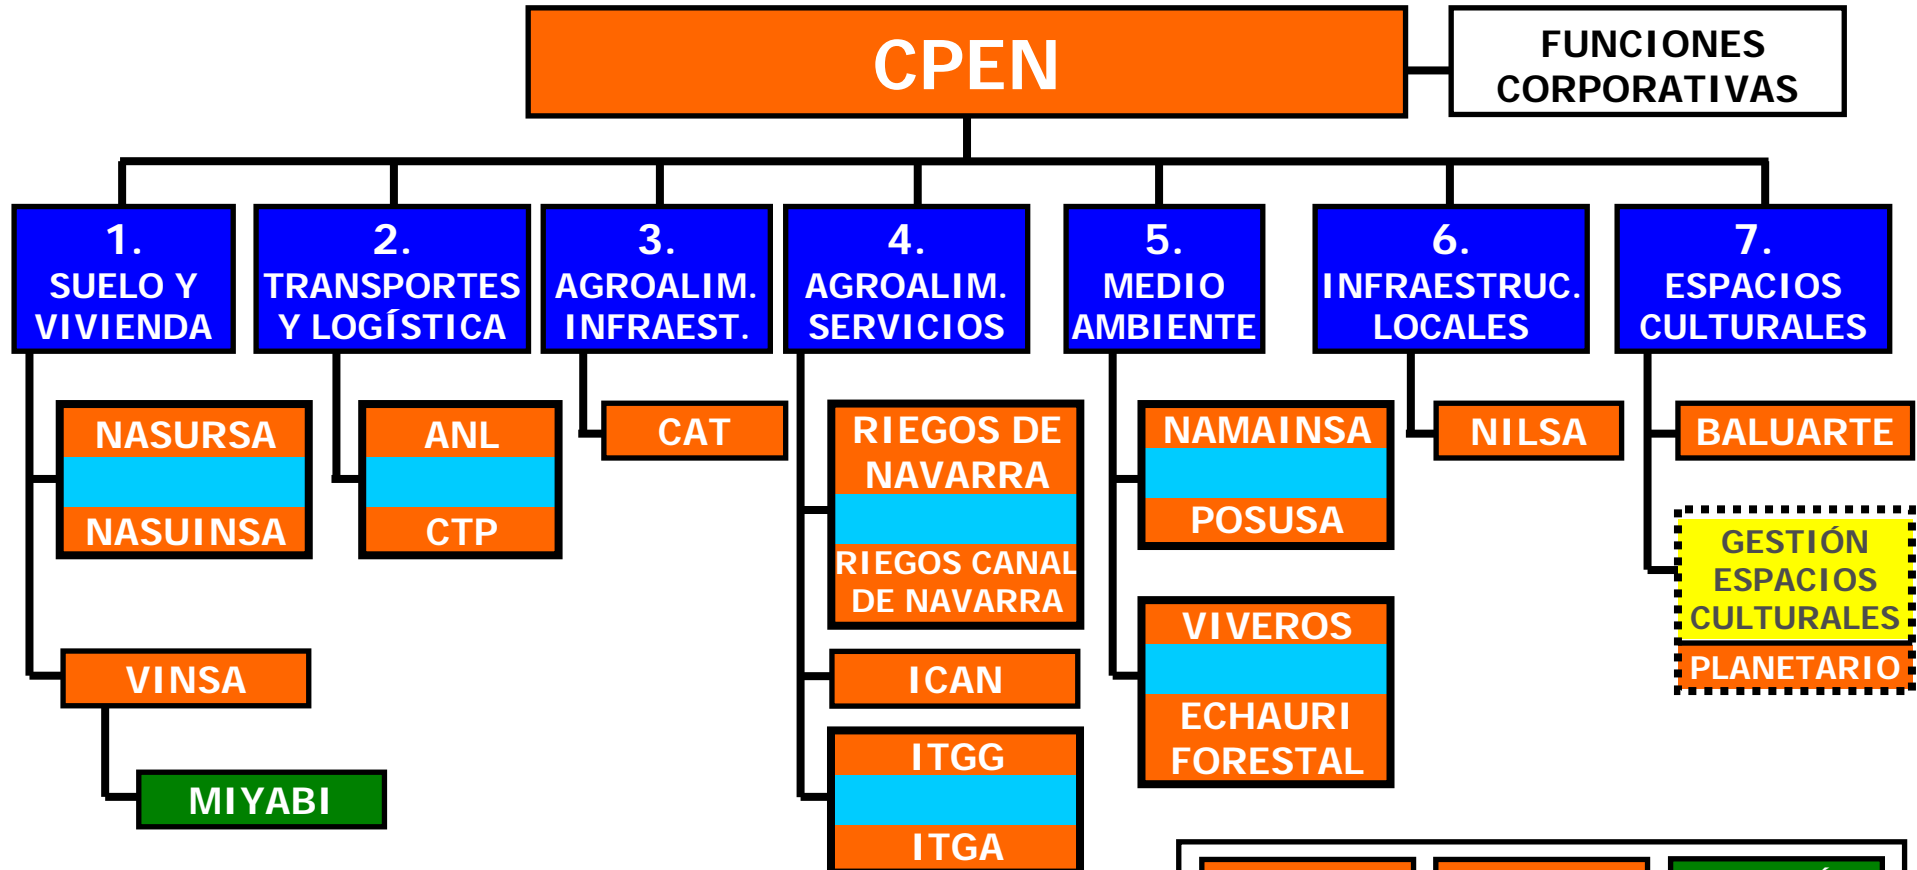 CPEN
FUNCIONES
CORPORATIVAS
1.
SUELO Y
VIVIENDA
2.
TRANSPORTES
Y LOGÍSTICA
3.
AGROALIM.
INFRAEST.
4.
AGROALIM.
SERVICIOS
5.
MEDIO
AMBIENTE
6.
INFRAESTRUC.
LOCALES
7.
ESPACIOS
CULTURALES
NASURSA
NASUINSA
VINSA
MIYABI
ANL
CTP
CAT
RIEGOS DE
NAVARRA
RIEGOS CANAL
DE NAVARRA
ICAN
ITGG
ITGA
NAMAINSA
POSUSA
VIVEROS
ECHAURI
FORESTAL
NILSA
BALUARTE
GESTIÓN
ESPACIOS
CULTURALES
PLANETARIO